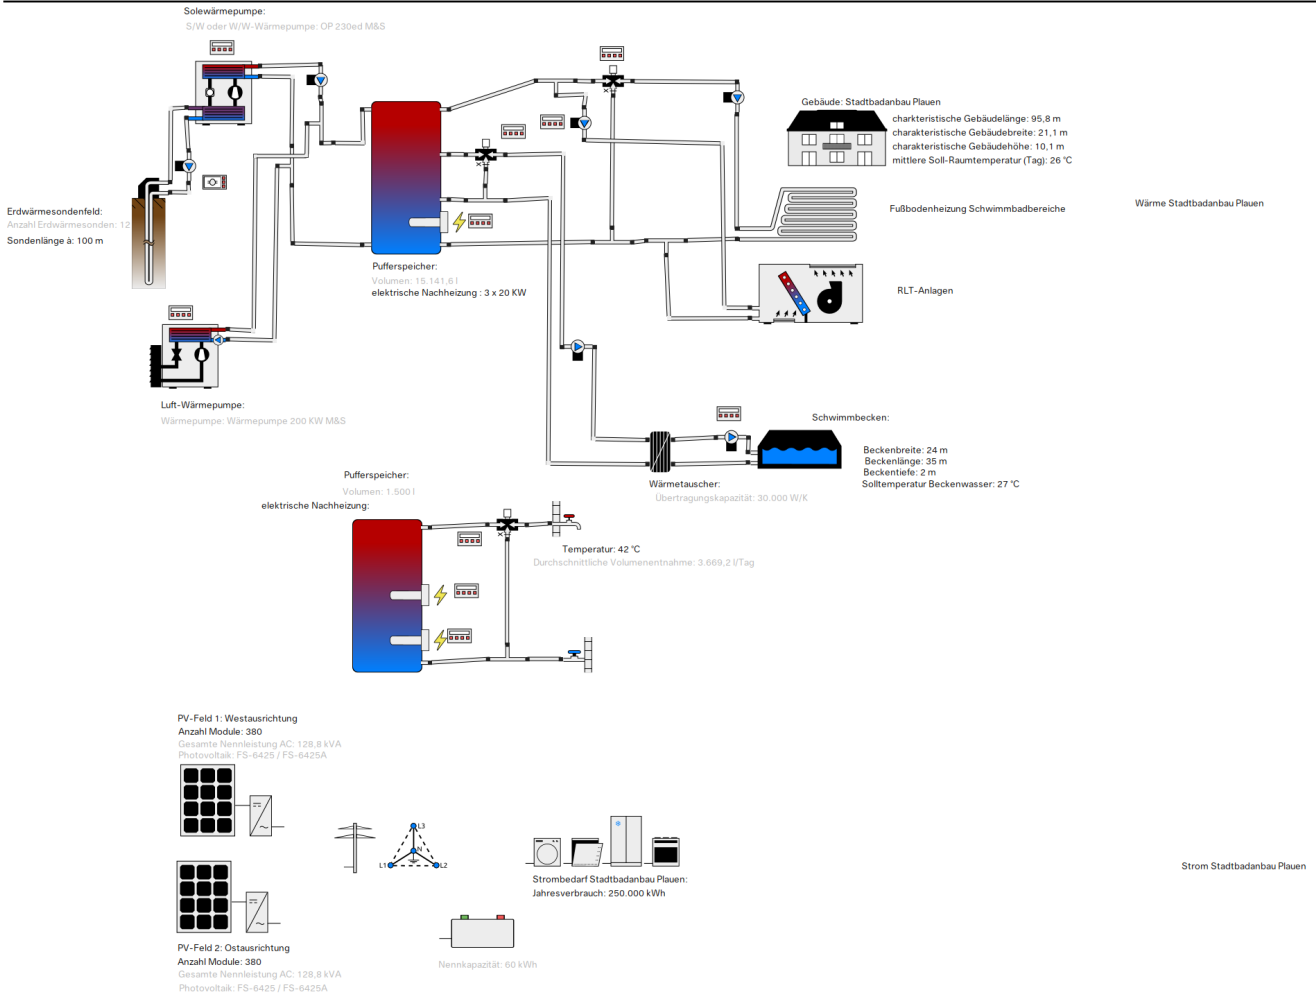 Solewärmepumpe:
S/W oder W/W-Wärmepumpe: OP 230ed M&S
Gebäude: Stadtbadanbau Plauen
charkteristische Gebäudelänge: 95,8 m
charakteristische Gebäudebreite: 21,1 m
charakteristische Gebäudehöhe: 10,1 m
mittlere Soll-Raumtemperatur (Tag): 26 °C
Erdwärmesondenfeld:
Anzahl Erdwärmesonden: 12
Sondenlänge à: 100 m
Fußbodenheizung Schwimmbadbereiche
Wärme Stadtbadanbau Plauen
Pufferspeicher:
Volumen: 15.141,6 l
elektrische Nachheizung : 3 x 20 KW
RLT-Anlagen
Luft-Wärmepumpe:
Wärmepumpe: Wärmepumpe 200 KW M&S
Schwimmbecken:
Beckenbreite: 24 m
Beckenlänge: 35 m
Beckentiefe: 2 m
Solltemperatur Beckenwasser: 27 °C
Wärmetauscher:
Übertragungskapazität: 30.000 W/K
Pufferspeicher:
Volumen: 1.500 l
elektrische Nachheizung:
Temperatur: 42 °C
Durchschnittliche Volumenentnahme: 3.669,2 l/Tag
PV-Feld 1: Westausrichtung
Anzahl Module: 380
Gesamte Nennleistung AC: 128,8 kVA
Photovoltaik: FS-6425 / FS-6425A
L3
N
L1
L2
Strombedarf Stadtbadanbau Plauen:
Jahresverbrauch: 250.000 kWh
Strom Stadtbadanbau Plauen
PV-Feld 2: Ostausrichtung
Anzahl Module: 380
Gesamte Nennleistung AC: 128,8 kVA
Photovoltaik: FS-6425 / FS-6425A
Nennkapazität: 60 kWh